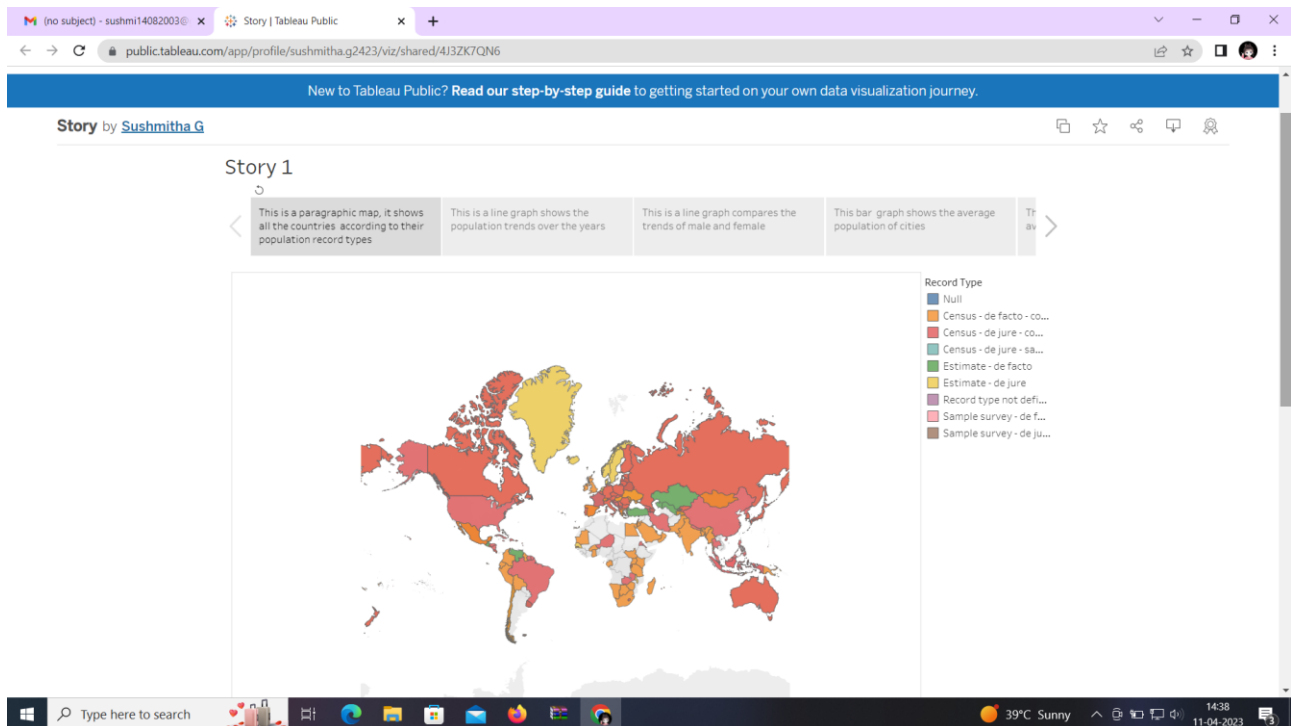 (no subject) - sushmi14082003@
Story | Tableau Public
public.tableau.com/app/profile/sushmitha.g2423/viz/shared/4J3ZK7QN6
New to Tableau Public? Read our step-by-step guide to getting started on your own data visualization journey.
Story by Sushmitha G
Story 1
This is a paragraphic map, it shows
all the countries according to their
population record types
This is a line graph shows the
population trends over the years
This is a line graph compares the
trends of male and female
This bar graph shows the average
population of cities
Th
av
Record Type
Null
Census - de facto - co...
Census - de jure - co...
Census - de jure - sa...
Estimate - de facto
Estimate - de jure
Record type not defi...
Sample survey - de f...
Sample survey - de ju...
Type here to search
39°C Sunny
14:38
11-04-2023
3